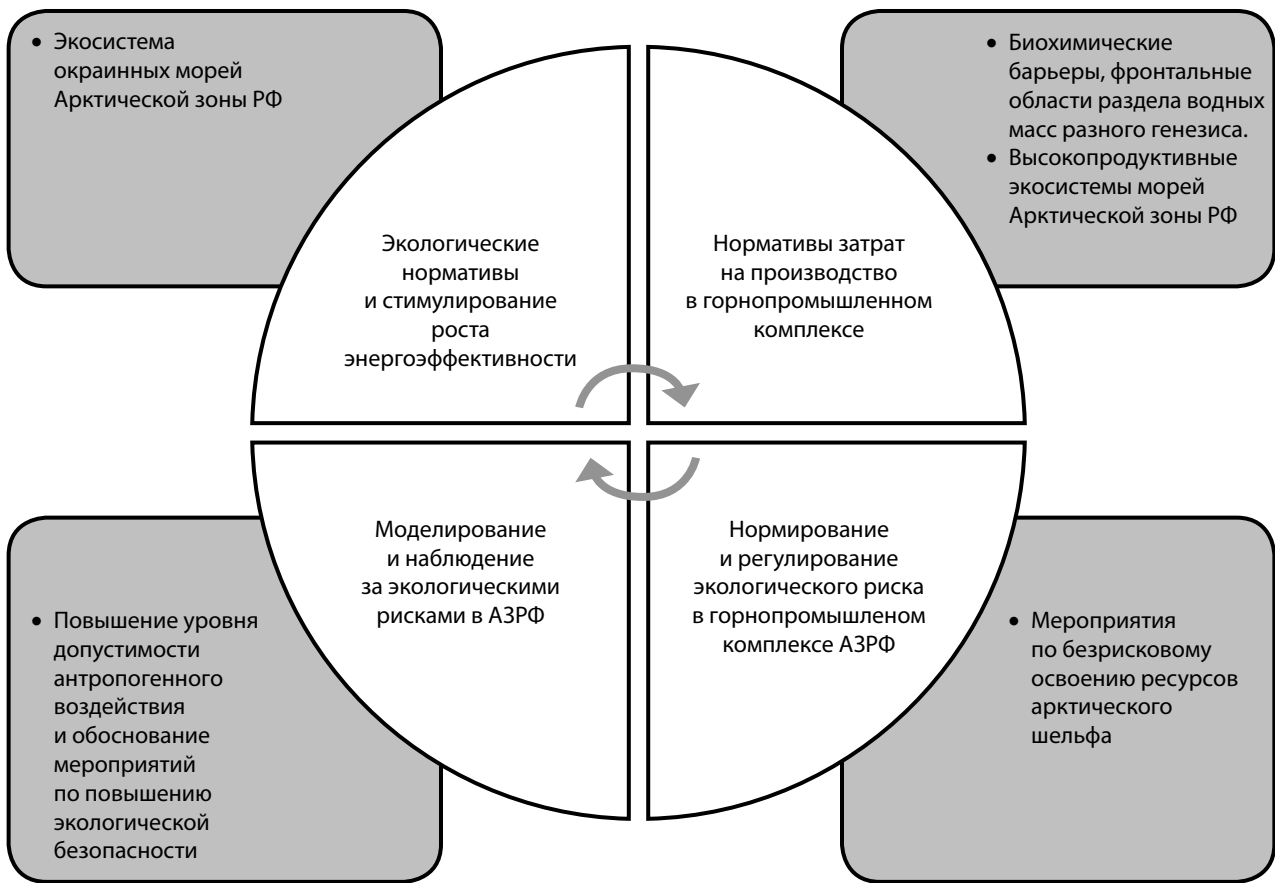 • Экосистема
окраинных морей
Арктической зоны РФ
• Биохимические
барьеры, фронтальные
области раздела водных
масс разного генезиса.
• Высокопродуктивные
экосистемы морей
Арктической зоны РФ
Экологические
нормативы
и стимулирование
роста
энергоэффективности
Нормативы затрат
на производство
в горнопромышленном
комплексе
Моделирование
и наблюдение
за экологическими
рисками в АЗРФ
Нормирование
и регулирование
экологического риска
в горнопромышленом
комплексе АЗРФ
• Повышение уровня
допустимости
антропогенного
воздействия
и обоснование
мероприятий
по повышению
экологической
безопасности
• Мероприятия
по безрисковому
освоению ресурсов
арктического
шельфа